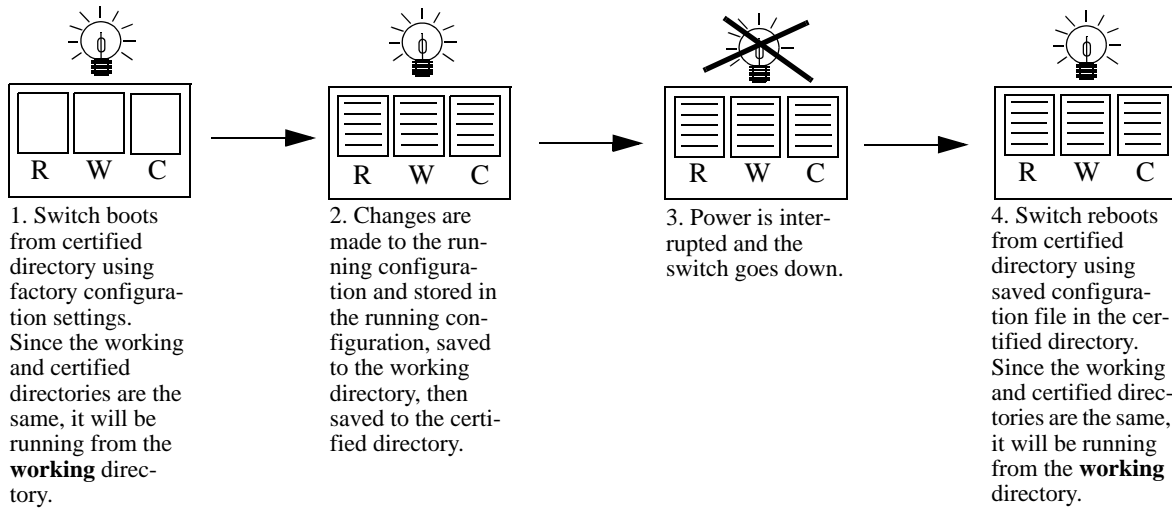 R W C
1. Switch boots
from certified
directory using
factory configura-
tion settings.
Since the working
and certified
directories are the
same, it will be
running from the
working direc-
tory.
R W C
2. Changes are
made to the run-
ning configura-
tion and stored in
the running con-
figuration, saved
to the working
directory, then
saved to the certi-
fied directory.
R W C
3. Power is inter-
rupted and the
switch goes down.
R W C
4. Switch reboots
from certified
directory using
saved configura-
tion file in the cer-
tified directory.
Since the working
and certified direc-
tories are the same,
it will be running
from the working
directory.